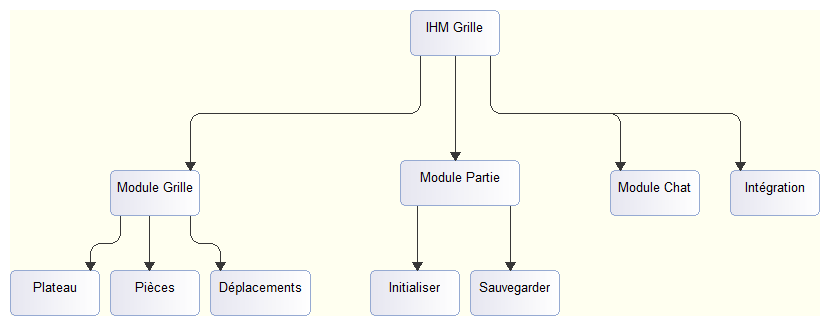 IHM Grille
Module Grille
Module Partie
Module Chat
Intégration
Plateau
Pièces
Déplacements
Initialiser
Sauvegarder